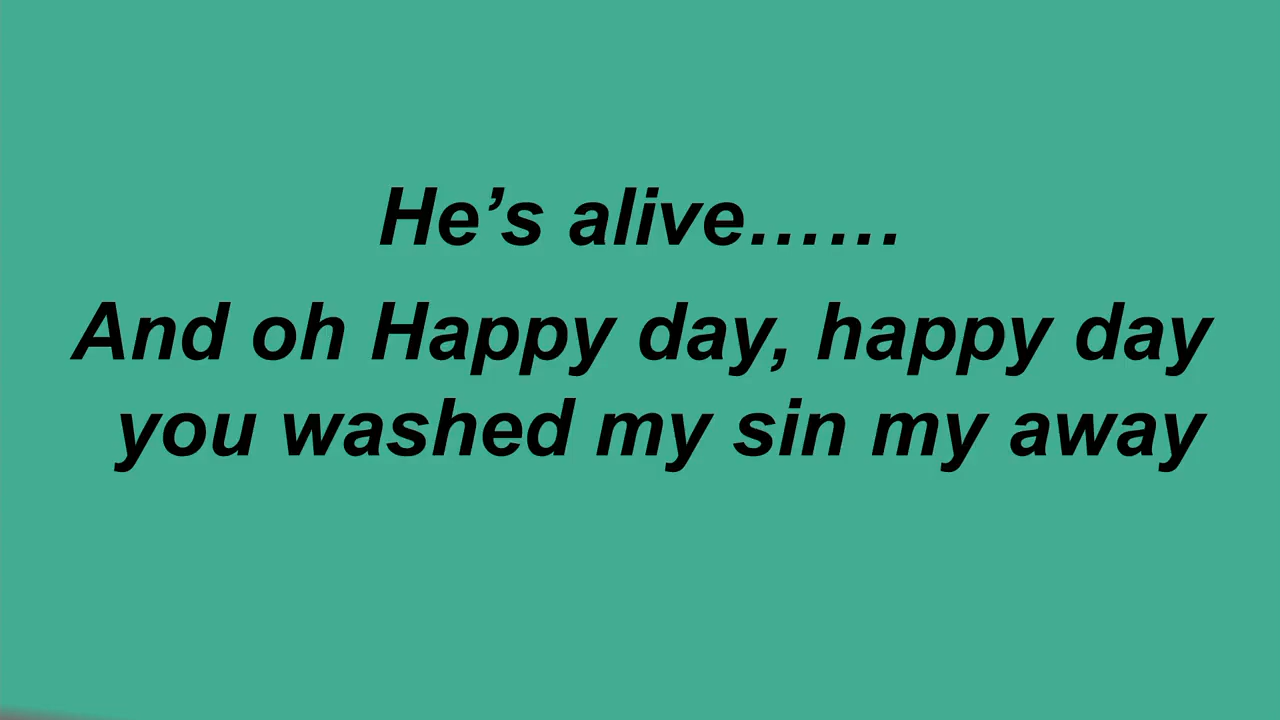 He’s alive……
And oh Happy day, happy day
you washed my sin my away